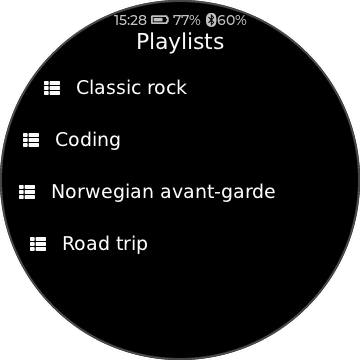 15:28 77% 60%
Playlists
Classic rock
Coding
Norwegian avant-garde
Road trip